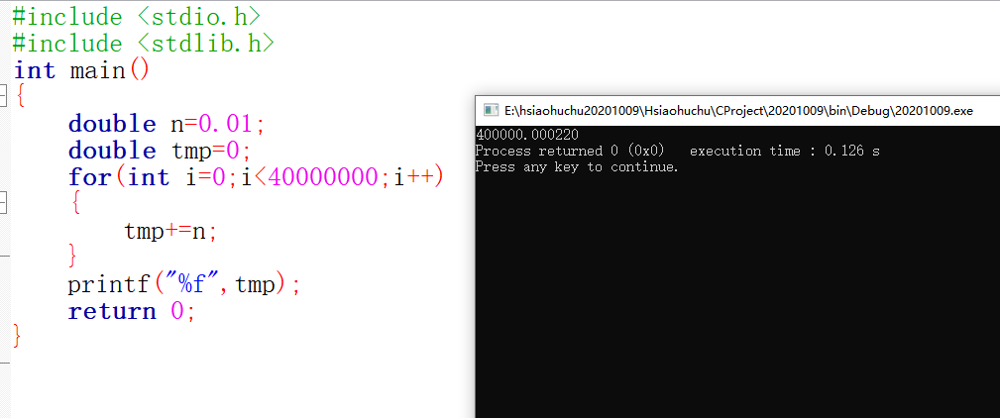 #include <stdio.h>
#include <stdlib.h>
int main()
{
    double n=0.01;
    double tmp=0;
    for(int i=0;i<40000000;i++)
    {
        tmp+=n;
    }
    printf("%f",tmp);
    return 0;
}
E:\hsiaohuchu20201009\Hsiaohuchu\CProject\20201009\bin\Debug\20201009.exe
400000.000220
Process returned 0 (0x0)   execution time : 0.126 s
Press any key to continue.